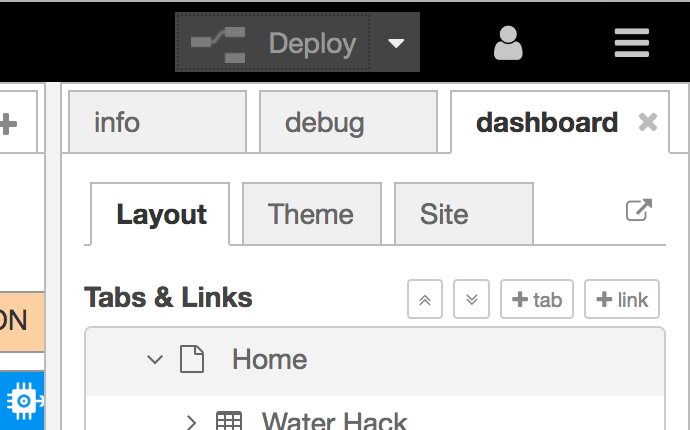 Deploy
info debug dashboard
Layout Theme Site
Tabs & Links + tab + link
ON Home
Water Hack